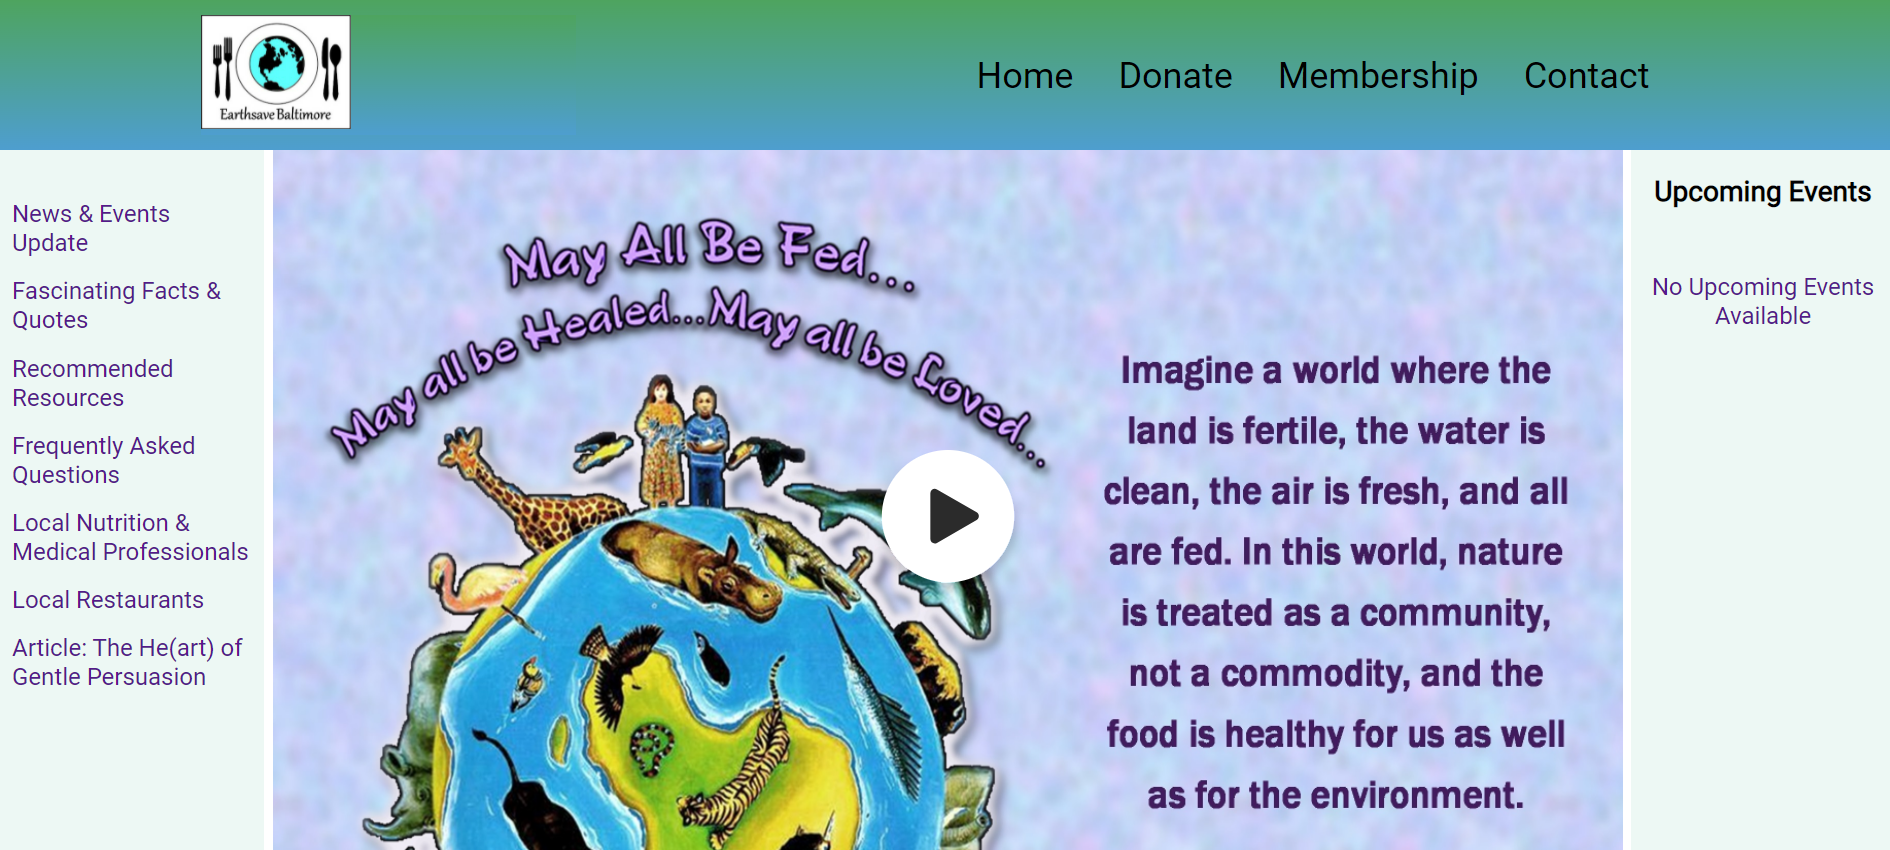 Earthsave Baltimore
Home Donate Membership Contact
News & Events
Update
Fascinating Facts &
Quotes
Recommended
Resources
Frequently Asked
Questions
Local Nutrition &
Medical Professionals
Local Restaurants
Article: The He(art) of
Gentle Persuasion
May All Be Fed...
May all be Healed...May all be Loved...
Imagine a world where the
land is fertile, the water is
clean, the air is fresh, and all
are fed. In this world, nature
is treated as a community,
not a commodity, and the
food is healthy for us as well
as for the environment.
Upcoming Events
No Upcoming Events
Available